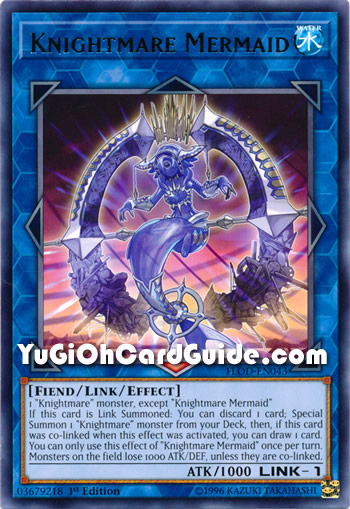 KNIGHTMARE MERMAID
WATER
水
YuGiOhCardGuide.com
FLOD-EN043
[FIEND/LINK/EFFECT]
1 "Knightmare" monster, except "Knightmare Mermaid"
If this card is Link Summoned: You can discard 1 card; Special
Summon 1 "Knightmare" monster from your Deck, then, if this card
was co-linked when this effect was activated, you can draw 1 card.
You can only use this effect of "Knightmare Mermaid" once per turn.
Monsters on the field lose 1000 ATK/DEF, unless they are co-linked.
ATK/1000 LINK-1
03679218 1st Edition ©1996 KAZUKI TAKAHASHI